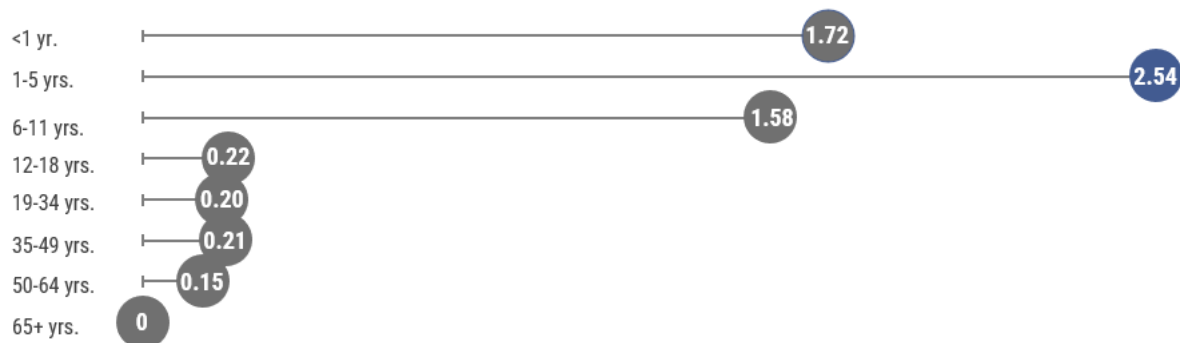 <1 yr. 1.72
1-5 yrs. 2.54
6-11 yrs. 1.58
12-18 yrs. 0.22
19-34 yrs. 0.20
35-49 yrs. 0.21
50-64 yrs. 0.15
65+ yrs. 0